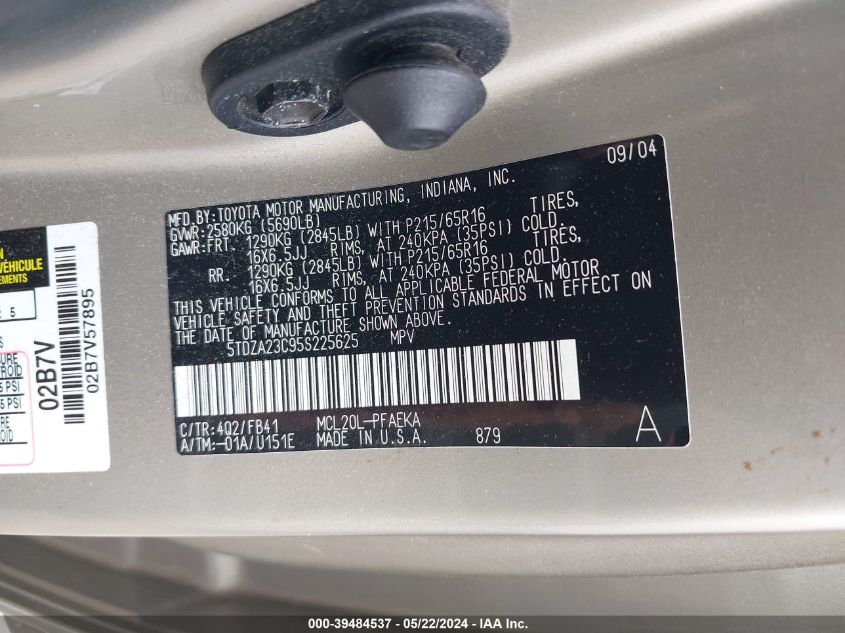 09/04
MFD.BY:TOYOTA MOTOR MANUFACTURING, INDIANA, INC.
GVWR:2580KG (5690LB)
GAWR:FRT. 1290KG (2845LB) WITH P215/65R16 TIRES,
16X6.5JJ RIMS, AT 240KPA (35PSI) COLD.
RR. 1290KG (2845LB) WITH P215/65R16 TIRES,
16X6.5JJ RIMS, AT 240KPA (35PSI) COLD.
THIS VEHICLE CONFORMS TO ALL APPLICABLE FEDERAL MOTOR
VEHICLE SAFETY AND THEFT PREVENTION STANDARDS IN EFFECT ON
THE DATE OF MANUFACTURE SHOWN ABOVE.
5TDZA23C95S225625 MPV
C/TR:4Q2/FB41 MCL20L-PFAEKA
A/TM:-01A/U151E MADE IN U.S.A. 879 A
VÉHICULE
5
PSI
PSI
02B7V
02B7V57895
000-39484537 - 05/22/2024 - IAA Inc.